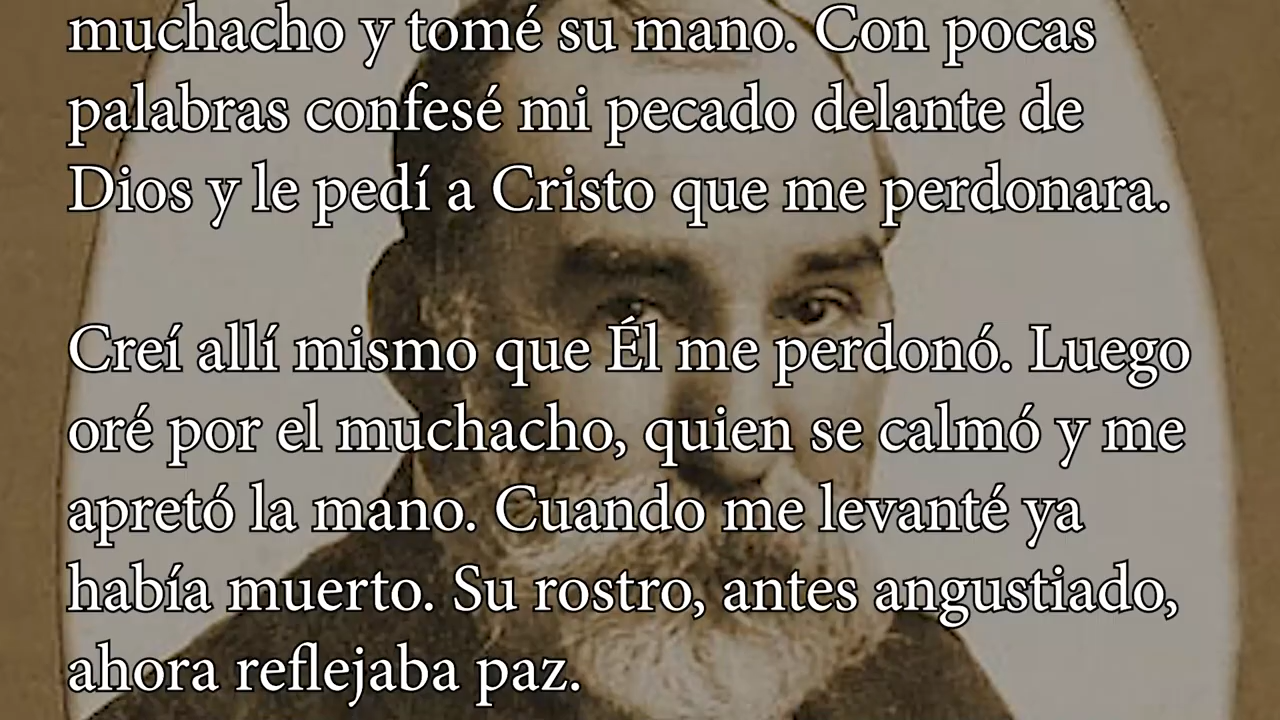 muchacho y tomé su mano. Con pocas
palabras confesé mi pecado delante de
Dios y le pedí a Cristo que me perdonara.
Creí allí mismo que Él me perdonó. Luego
oré por el muchacho, quien se calmó y me
apretó la mano. Cuando me levanté ya
había muerto. Su rostro, antes angustiado,
ahora reflejaba paz.